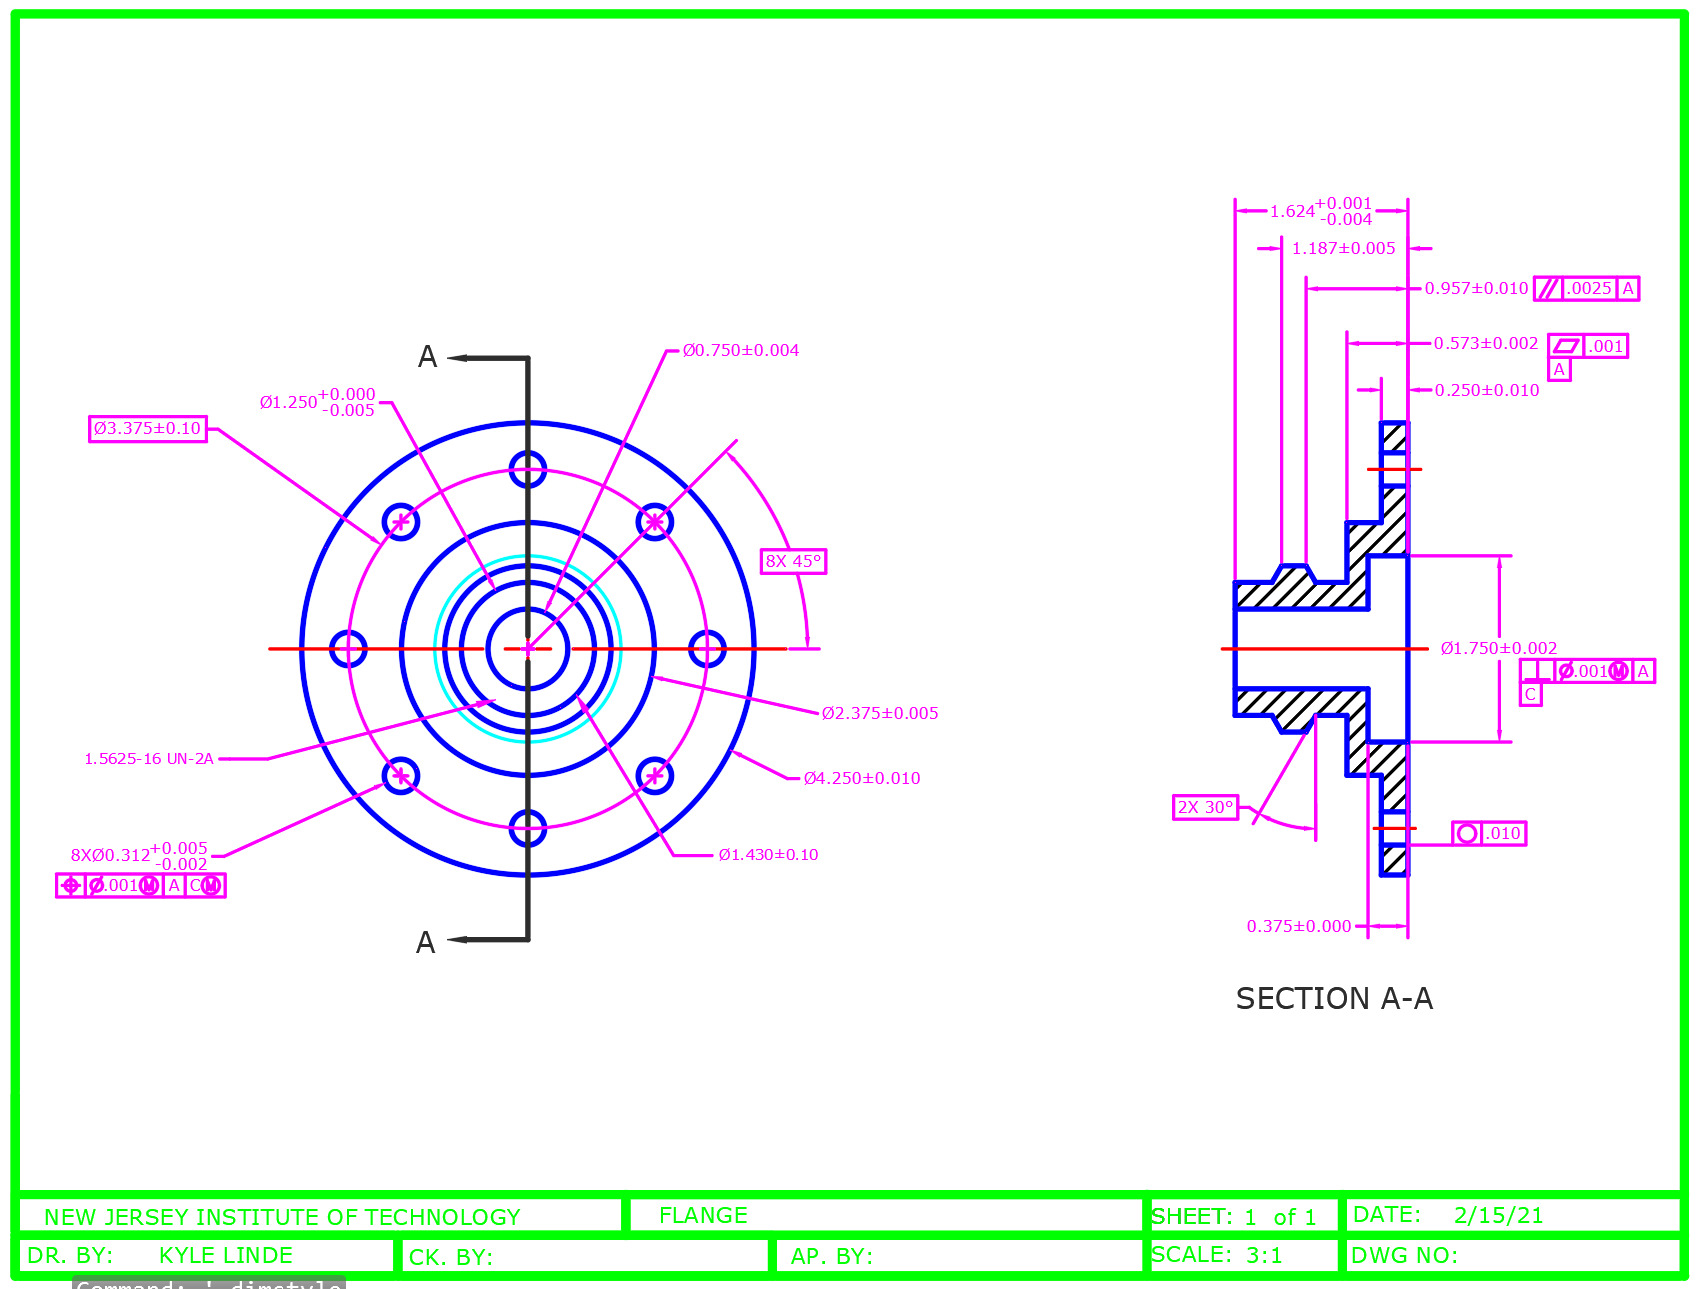 1.624+0.001
-0.004
1.187±0.005
0.957±0.010 // .0025 A
0.573±0.002 ⏥ .001
A
0.250±0.010
A
Ø0.750±0.004
Ø1.250+0.000
-0.005
Ø3.375±0.10
8X 45°
Ø1.750±0.002
⟂ Ø.001Ⓜ A
C
Ø2.375±0.005
1.5625-16 UN-2A
Ø4.250±0.010
2X 30°
○ .010
8XØ0.312+0.005
-0.002
⌖ Ø.001Ⓜ A CⓂ
Ø1.430±0.10
0.375±0.000
A
SECTION A-A
NEW JERSEY INSTITUTE OF TECHNOLOGY FLANGE SHEET: 1 of 1 DATE: 2/15/21
DR. BY: KYLE LINDE CK. BY: AP. BY: SCALE: 3:1 DWG NO: